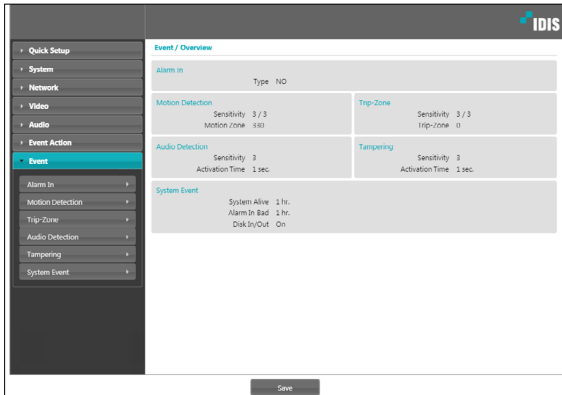 IDIS
Quick Setup
System
Network
Video
Audio
Event Action
Event
Alarm In
Motion Detection
Trip-Zone
Audio Detection
Tampering
System Event
Event / Overview
Alarm In
Type NO
Motion Detection
Sensitivity 3 / 3
Motion Zone 330
Trip-Zone
Sensitivity 3 / 3
Trip-Zone 0
Audio Detection
Sensitivity 3
Activation Time 1 sec.
Tampering
Sensitivity 3
Activation Time 1 sec.
System Event
System Alive 1 hr.
Alarm In Bad 1 hr.
Disk In/Out On
Save